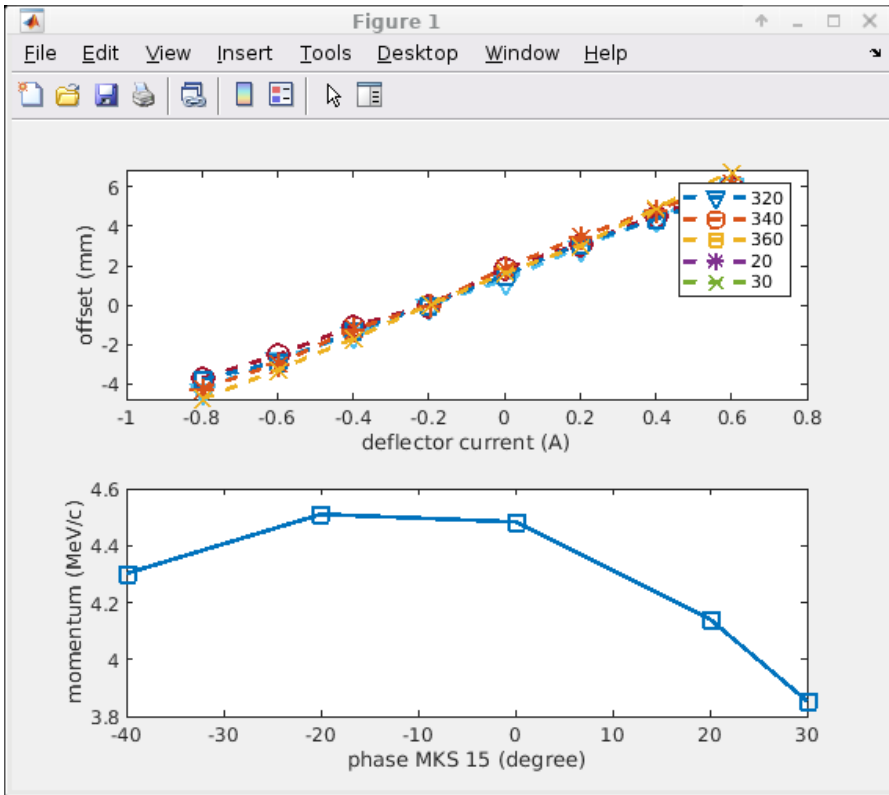 Figure 1
File Edit View Insert Tools Desktop Window Help
6
4
2
0
-2
-4
offset (mm)
320
340
360
20
30
-1 -0.8 -0.6 -0.4 -0.2 0 0.2 0.4 0.6 0.8
deflector current (A)
4.6
4.4
4.2
4
3.8
momentum (MeV/c)
-40 -30 -20 -10 0 10 20 30
phase MKS 15 (degree)